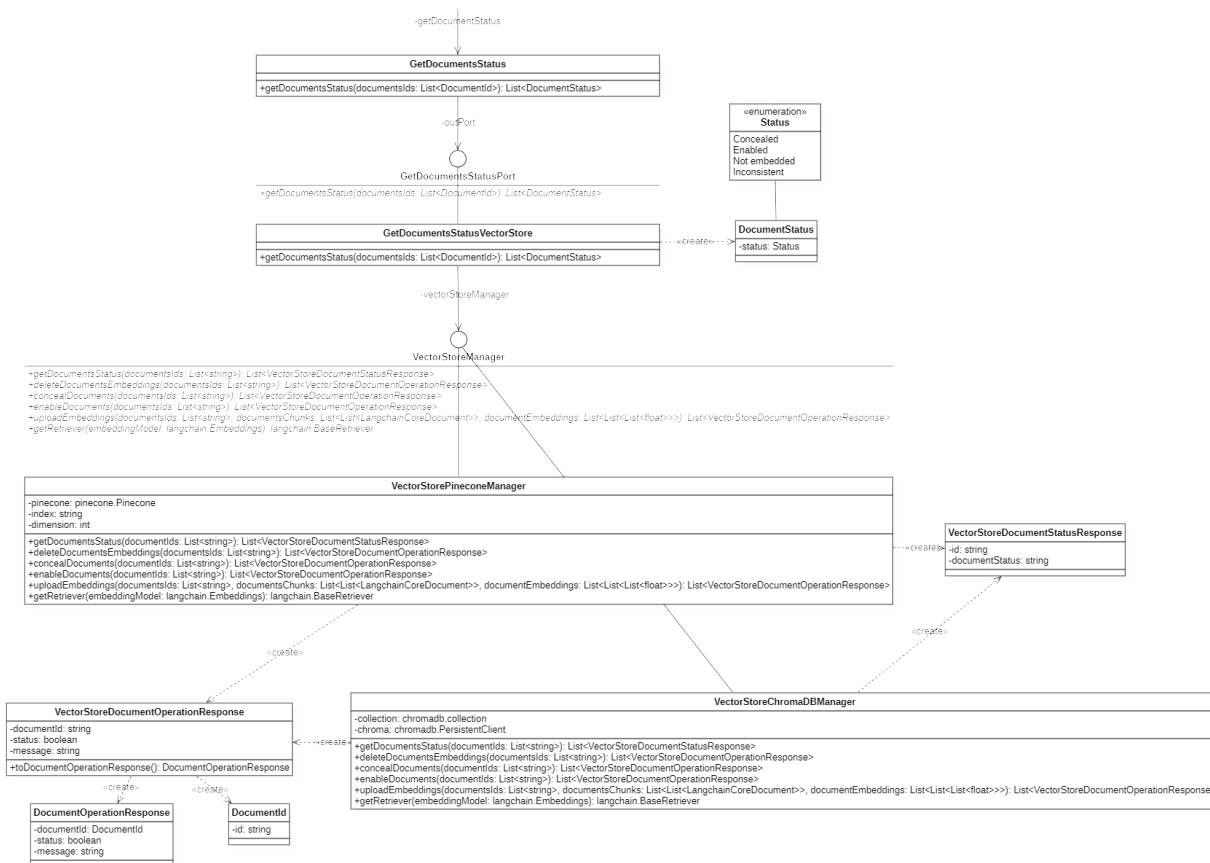 -getDocumentStatus
GetDocumentsStatus
+getDocumentsStatus(documentsIds: List<DocumentId>): List<DocumentStatus>
-outPort
GetDocumentsStatusPort
+getDocumentsStatus(documentsIds: List<DocumentId>): List<DocumentStatus>
«enumeration»
Status
Concealed
Enabled
Not embedded
Inconsistent
GetDocumentsStatusVectorStore
+getDocumentsStatus(documentsIds: List<DocumentId>): List<DocumentStatus>
«create»
DocumentStatus
-status: Status
-vectorStoreManager
VectorStoreManager
+getDocumentsStatus(documentsIds: List<string>): List<VectorStoreDocumentStatusResponse>
+deleteDocumentsEmbeddings(documentsIds: List<string>): List<VectorStoreDocumentOperationResponse>
+concealDocuments(documentsIds: List<string>): List<VectorStoreDocumentOperationResponse>
+enableDocuments(documentsIds: List<string>): List<VectorStoreDocumentOperationResponse>
+uploadEmbeddings(documentsIds: List<string>, documentsChunks: List<List<LangchainCoreDocument>>, documentEmbeddings: List<List<List<float>>>): List<VectorStoreDocumentOperationResponse>
+getRetriever(embeddingModel: langchain.Embeddings): langchain.BaseRetriever
VectorStorePineconeManager
-pinecone: pinecone.Pinecone
-index: string
-dimension: int
+getDocumentsStatus(documentIds: List<string>): List<VectorStoreDocumentStatusResponse>
+deleteDocumentsEmbeddings(documentsIds: List<string>): List<VectorStoreDocumentOperationResponse>
+concealDocuments(documentIds: List<string>): List<VectorStoreDocumentOperationResponse>
+enableDocuments(documentIds: List<string>): List<VectorStoreDocumentOperationResponse>
+uploadEmbeddings(documentsIds: List<string>, documentsChunks: List<List<LangchainCoreDocument>>, documentEmbeddings: List<List<List<float>>>): List<VectorStoreDocumentOperationResponse>
+getRetriever(embeddingModel: langchain.Embeddings): langchain.BaseRetriever
«create»
VectorStoreDocumentStatusResponse
-id: string
-documentStatus: string
«create»
«create»
VectorStoreDocumentOperationResponse
-documentId: string
-status: boolean
-message: string
+toDocumentOperationResponse(): DocumentOperationResponse
«create»
VectorStoreChromaDBManager
-collection: chromadb.collection
-chroma: chromadb.PersistentClient
+getDocumentsStatus(documentIds: List<string>): List<VectorStoreDocumentStatusResponse>
+deleteDocumentsEmbeddings(documentIds: List<string>): List<VectorStoreDocumentOperationResponse>
+concealDocuments(documentIds: List<string>): List<VectorStoreDocumentOperationResponse>
+enableDocuments(documentIds: List<string>): List<VectorStoreDocumentOperationResponse>
+uploadEmbeddings(documentsIds: List<string>, documentsChunks: List<List<LangchainCoreDocument>>, documentEmbeddings: List<List<List<float>>>): List<VectorStoreDocumentOperationResponse
+getRetriever(embeddingModel: langchain.Embeddings): langchain.BaseRetriever
«create»
«create»
DocumentOperationResponse
-documentId: DocumentId
-status: boolean
-message: string
DocumentId
-id: string